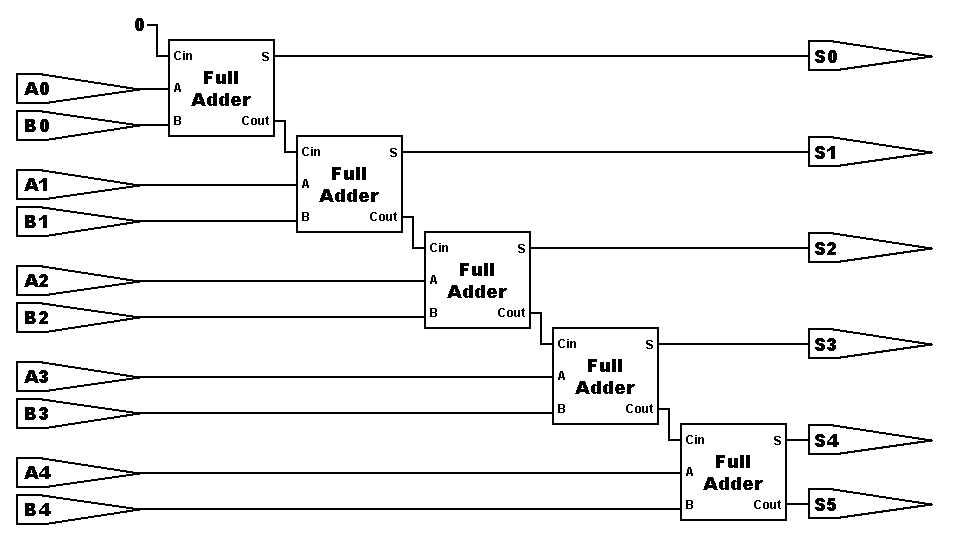 0
Cin S
Full
Adder
A
B Cout
S0
A0
B0
Cin S
Full
Adder
A
B Cout
S1
A1
B1
Cin S
Full
Adder
A
B Cout
S2
A2
B2
Cin S
Full
Adder
A
B Cout
S3
A3
B3
Cin S
Full
Adder
A
B Cout
S4
A4
B4
S5